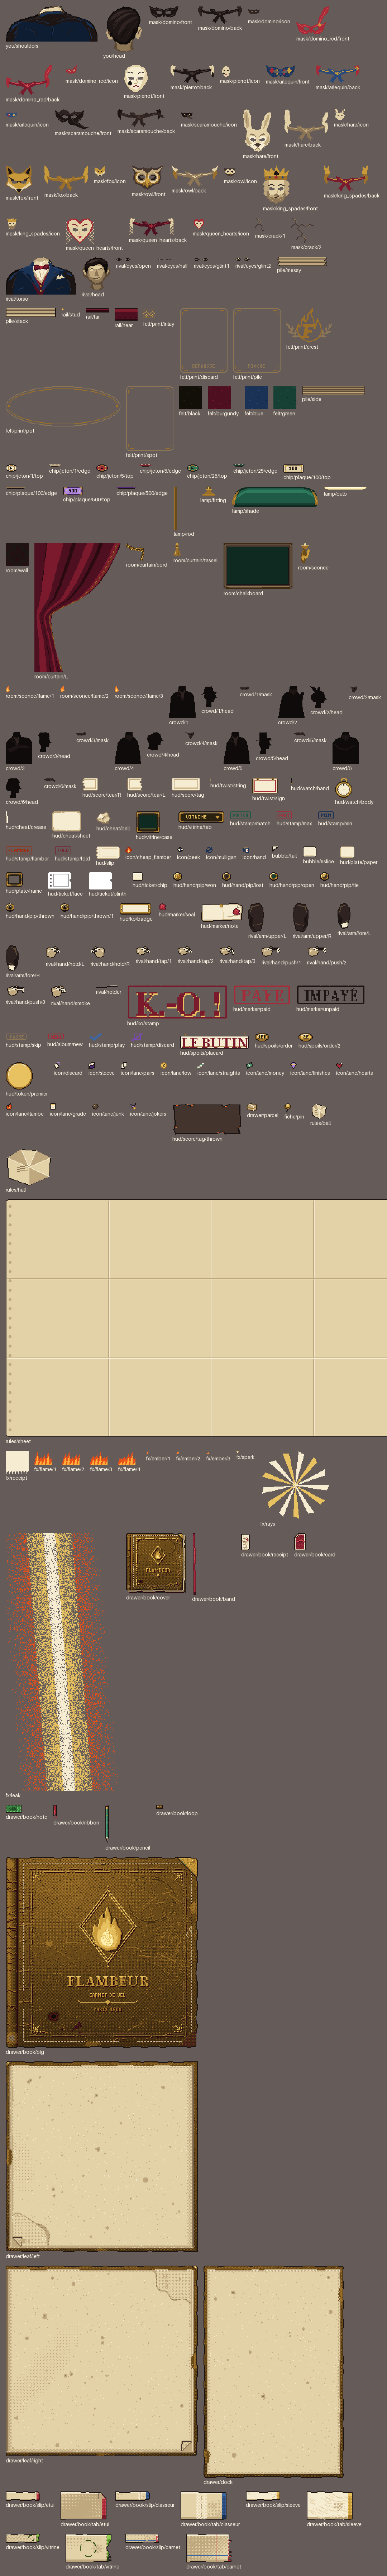 you/shoulders
you/head
mask/domino/front
mask/domino/back
mask/domino/icon
mask/domino_red/front
mask/domino_red/back
mask/domino_red/icon
mask/pierrot/front
mask/pierrot/back
mask/pierrot/icon
mask/arlequin/front
mask/arlequin/back
mask/arlequin/icon
mask/scaramouche/front
mask/scaramouche/back
mask/scaramouche/icon
mask/hare/front
mask/hare/back
mask/hare/icon
mask/fox/front
mask/fox/back
mask/fox/icon
mask/owl/front
mask/owl/back
mask/owl/icon
mask/king_spades/front
mask/king_spades/back
mask/king_spades/icon
mask/queen_hearts/front
mask/queen_hearts/back
mask/queen_hearts/icon
mask/crack/1
mask/crack/2
rival/torso
rival/head
rival/eyes/open
rival/eyes/half
rival/eyes/glint1
rival/eyes/glint2
pile/messy
pile/stack
rail/stud
rail/far
rail/near
felt/print/inlay
felt/print/discard
PIOCHE
felt/print/pile
F
felt/print/crest
felt/print/pot
felt/print/spot
felt/black
felt/burgundy
felt/blue
felt/green
pile/side
chip/jeton/1/top
chip/jeton/1/edge
chip/jeton/5/top
chip/jeton/5/edge
chip/jeton/25/top
chip/jeton/25/edge
100
chip/plaque/100/top
chip/plaque/100/edge
500
chip/plaque/500/top
chip/plaque/500/edge
lamp/rod
lamp/fitting
lamp/shade
lamp/bulb
room/wall
room/curtain/L
room/curtain/cord
room/curtain/tassel
room/chalkboard
room/sconce
room/sconce/flame/1
room/sconce/flame/2
room/sconce/flame/3
crowd/1
crowd/1/head
crowd/1/mask
crowd/2
crowd/2/head
crowd/2/mask
crowd/3
crowd/3/head
crowd/3/mask
crowd/4
crowd/4/head
crowd/4/mask
crowd/5
crowd/5/head
crowd/5/mask
crowd/6
crowd/6/head
crowd/6/mask
hud/score/tear/R
hud/score/tear/L
hud/score/tag
hud/twist/string
hud/twist/sign
hud/watch/hand
hud/watch/body
hud/cheat/crease
hud/cheat/sheet
hud/cheat/ball
hud/vitrine/case
VITRINE
hud/vitrine/tab
hud/stamp/match
hud/stamp/max
MIN
hud/stamp/min
hud/stamp/flamber
hud/stamp/fold
hud/slip
icon/cheap_flamber
icon/peek
icon/mulligan
icon/hand
bubble/tail
bubble/9slice
plate/paper
plate/frame
hud/ticket/face
hud/ticket/plinth
hud/ticket/chip
hud/hand/pip/won
hud/hand/pip/lost
hud/hand/pip/open
hud/hand/pip/tie
hud/hand/pip/thrown
hud/hand/pip/thrown/1
hud/ko/badge
hud/marker/seal
hud/marker/note
rival/arm/upper/L
rival/arm/upper/R
rival/arm/fore/L
rival/arm/fore/R
rival/hand/hold/L
rival/hand/hold/R
rival/hand/tap/1
rival/hand/tap/2
rival/hand/tap/3
rival/hand/push/1
rival/hand/push/2
rival/hand/push/3
rival/hand/smoke
rival/holder
K.-O.!
hud/ko/stamp
PAYÉ
hud/marker/paid
IMPAYÉ
hud/marker/unpaid
hud/stamp/skip
hud/album/new
hud/stamp/play
hud/stamp/discard
LE BUTIN
hud/spoils/placard
hud/spoils/order
hud/spoils/order/2
hud/token/premier
icon/discard
icon/sleeve
icon/lane/pairs
icon/lane/low
icon/lane/straights
icon/lane/money
icon/lane/finishes
icon/lane/hearts
icon/lane/flambe
icon/lane/grade
icon/lane/junk
icon/lane/jokers
hud/score/tag/thrown
drawer/parcel
fiche/pin
rules/ball
rules/half
rules/sheet
fx/receipt
fx/flame/1
fx/flame/2
fx/flame/3
fx/flame/4
fx/ember/1
fx/ember/2
fx/ember/3
fx/spark
fx/rays
fx/leak
FLAMBEUR
drawer/book/cover
drawer/book/band
drawer/book/receipt
drawer/book/card
drawer/book/note
drawer/book/ribbon
drawer/book/pencil
drawer/book/loop
FLAMBEUR
CARNET DE JEU
drawer/book/big
drawer/leaf/left
drawer/leaf/right
drawer/dock
drawer/book/slip/etui
drawer/book/tab/etui
drawer/book/slip/classeur
drawer/book/tab/classeur
drawer/book/slip/sleeve
drawer/book/tab/sleeve
drawer/book/slip/vitrine
drawer/book/tab/vitrine
drawer/book/slip/carnet
drawer/book/tab/carnet